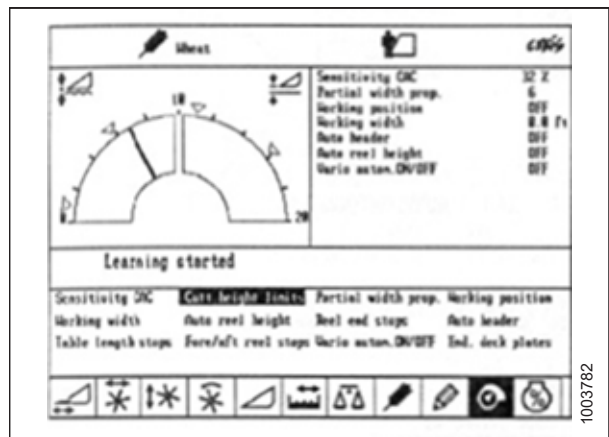 Wheat
Sensitivity CAC 32 %
Partial width prop. 6
Working position OFF
Working width 0.0 Ft
Auto header OFF
Auto reel height OFF
Vario autom.ON/OFF OFF
10
0
20
Learning started
Sensitivity CAC Cutt.height limits Partial width prop. Working position
Working width Auto reel height Reel end stops Auto header
Table length stops Fore/aft reel stops Vario autom.ON/OFF End. deck plates
1003782